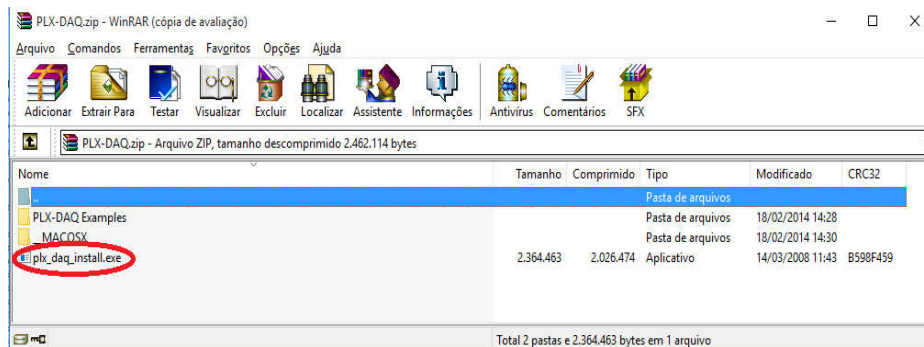 PLX-DAQ.zip - WinRAR (cópia de avaliação)
Arquivo Comandos Ferramentas Favoritos Opções Ajuda
Adicionar Extrair Para Testar Visualizar Excluir Localizar Assistente Informações Antivírus Comentários SFX
PLX-DAQ.zip - Arquivo ZIP, tamanho descomprimido 2.462.114 bytes
Nome Tamanho Comprimido Tipo Modificado CRC32
.. Pasta de arquivos
PLX-DAQ Examples Pasta de arquivos 18/02/2014 14:28
__MACOSX Pasta de arquivos 18/02/2014 14:30
plx_daq_install.exe 2.364.463 2.026.474 Aplicativo 14/03/2008 11:43 B598F459
Total 2 pastas e 2.364.463 bytes em 1 arquivo